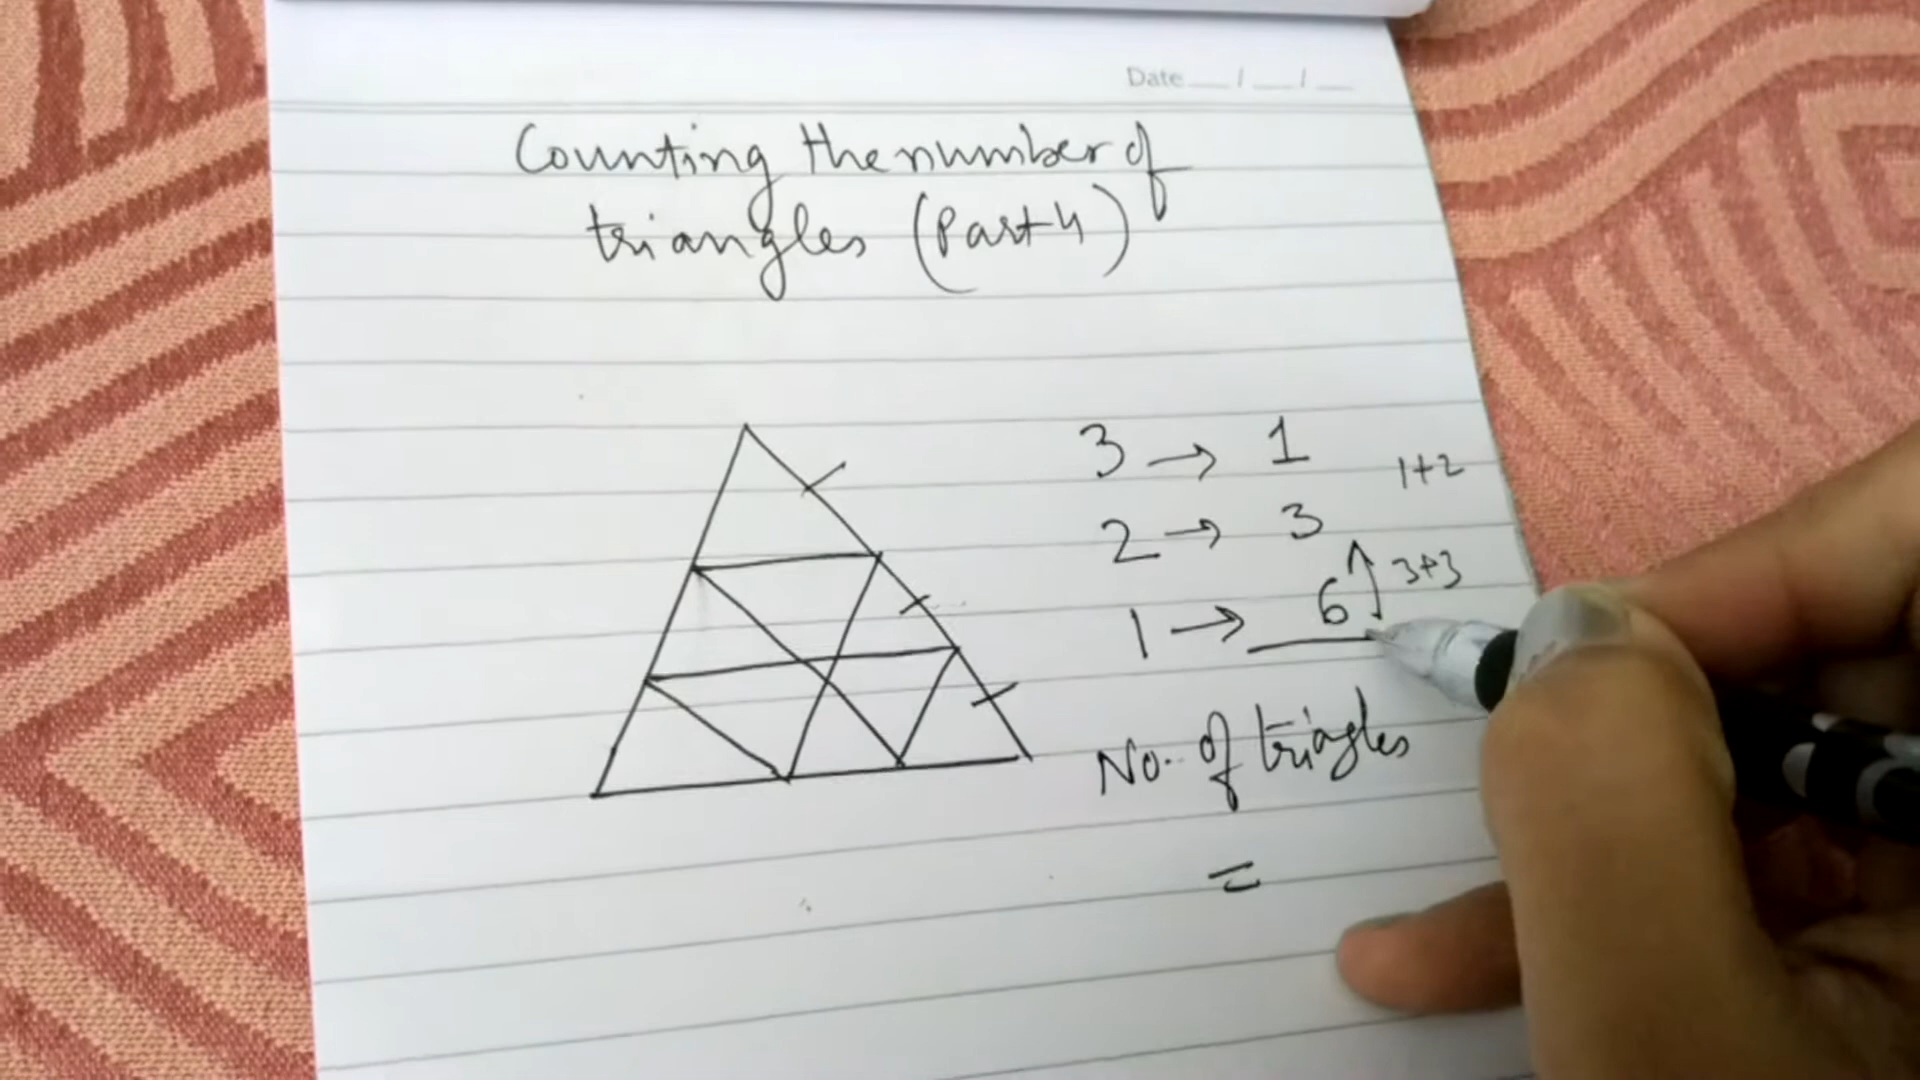 Date __/__/__
Counting the number of
triangles (Part 4)
3 → 1
1+2
2 → 3
3+3
1 → 6
No. of triagles
=